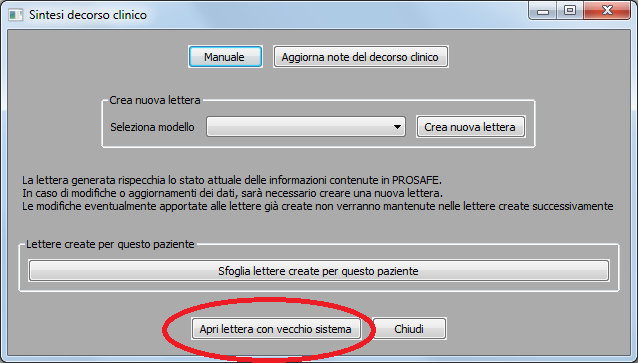 Sintesi decorso clinico
Manuale
Aggiorna note del decorso clinico
Crea nuova lettera
Seleziona modello
Crea nuova lettera
La lettera generata rispecchia lo stato attuale delle informazioni contenute in PROSAFE.
In caso di modifiche o aggiornamenti dei dati, sarà necessario creare una nuova lettera.
Le modifiche eventualmente apportate alle lettere già create non verranno mantenute nelle lettere create successivamente
Lettere create per questo paziente
Sfoglia lettere create per questo paziente
Apri lettera con vecchio sistema
Chiudi